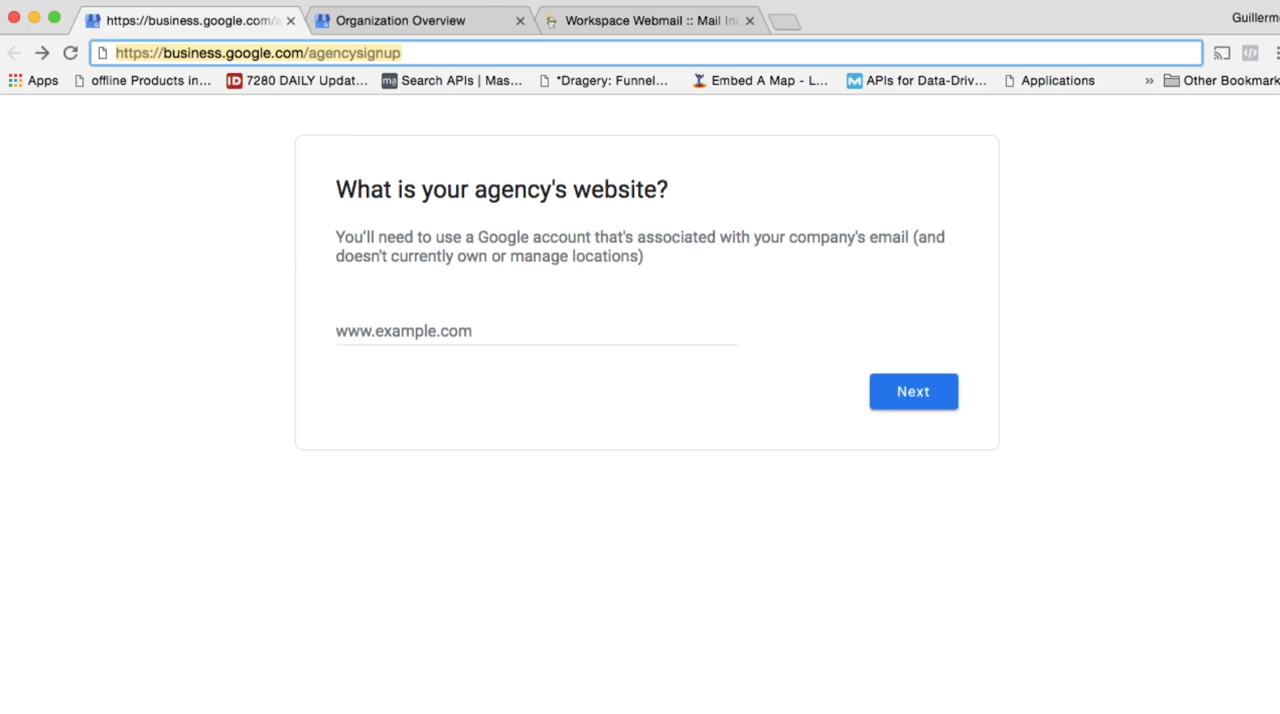 https://business.google.com/a
Organization Overview
Workspace Webmail :: Mail In
Guillerm
https://business.google.com/agencysignup
Apps
offline Products in...
ID 7280 DAILY Updat...
ma Search APIs | Mas...
*Dragery: Funnel...
Embed A Map - L...
M APIs for Data-Driv...
Applications
» Other Bookmark
What is your agency's website?
You'll need to use a Google account that's associated with your company's email (and
doesn't currently own or manage locations)
www.example.com
Next